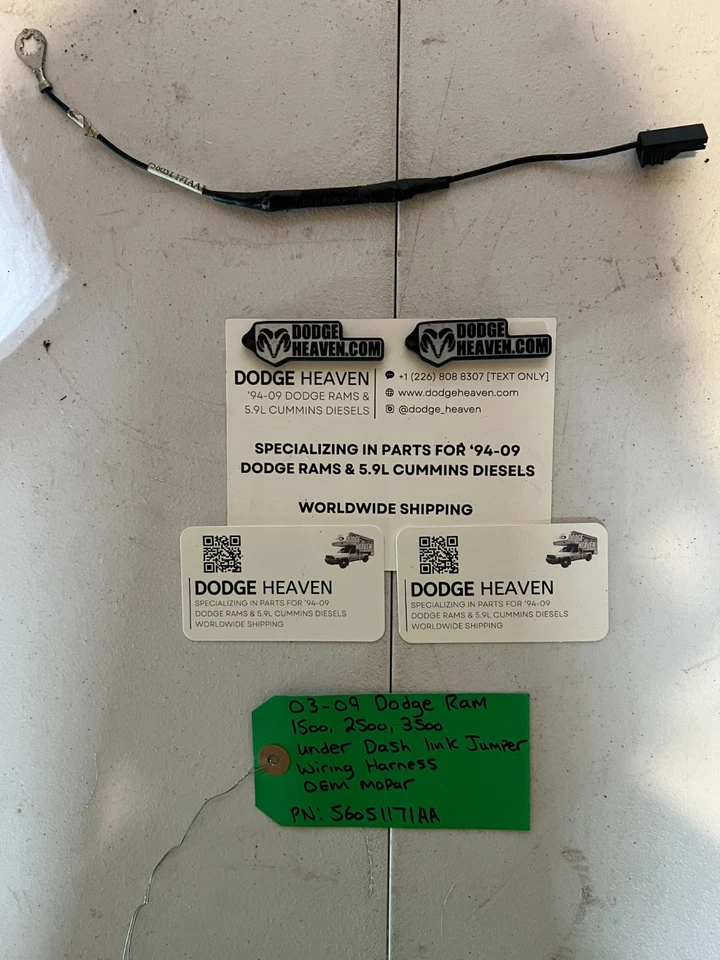 DODGE
HEAVEN.COM
DODGE
HEAVEN.COM
DODGE HEAVEN
'94-09 DODGE RAMS &
5.9L CUMMINS DIESELS
+1 (226) 808 8307 [TEXT ONLY]
www.dodgeheaven.com
@dodge_heaven
SPECIALIZING IN PARTS FOR '94-09
DODGE RAMS & 5.9L CUMMINS DIESELS
WORLDWIDE SHIPPING
DODGE HEAVEN
SPECIALIZING IN PARTS FOR '94-09
DODGE RAMS & 5.9L CUMMINS DIESELS
WORLDWIDE SHIPPING
DODGE HEAVEN
SPECIALIZING IN PARTS FOR '94-09
DODGE RAMS & 5.9L CUMMINS DIESELS
WORLDWIDE SHIPPING
03-09 Dodge Ram
1500, 2500, 3500
under Dash link Jumper
Wiring Harness
OEM Mopar
PN: 56051171AA